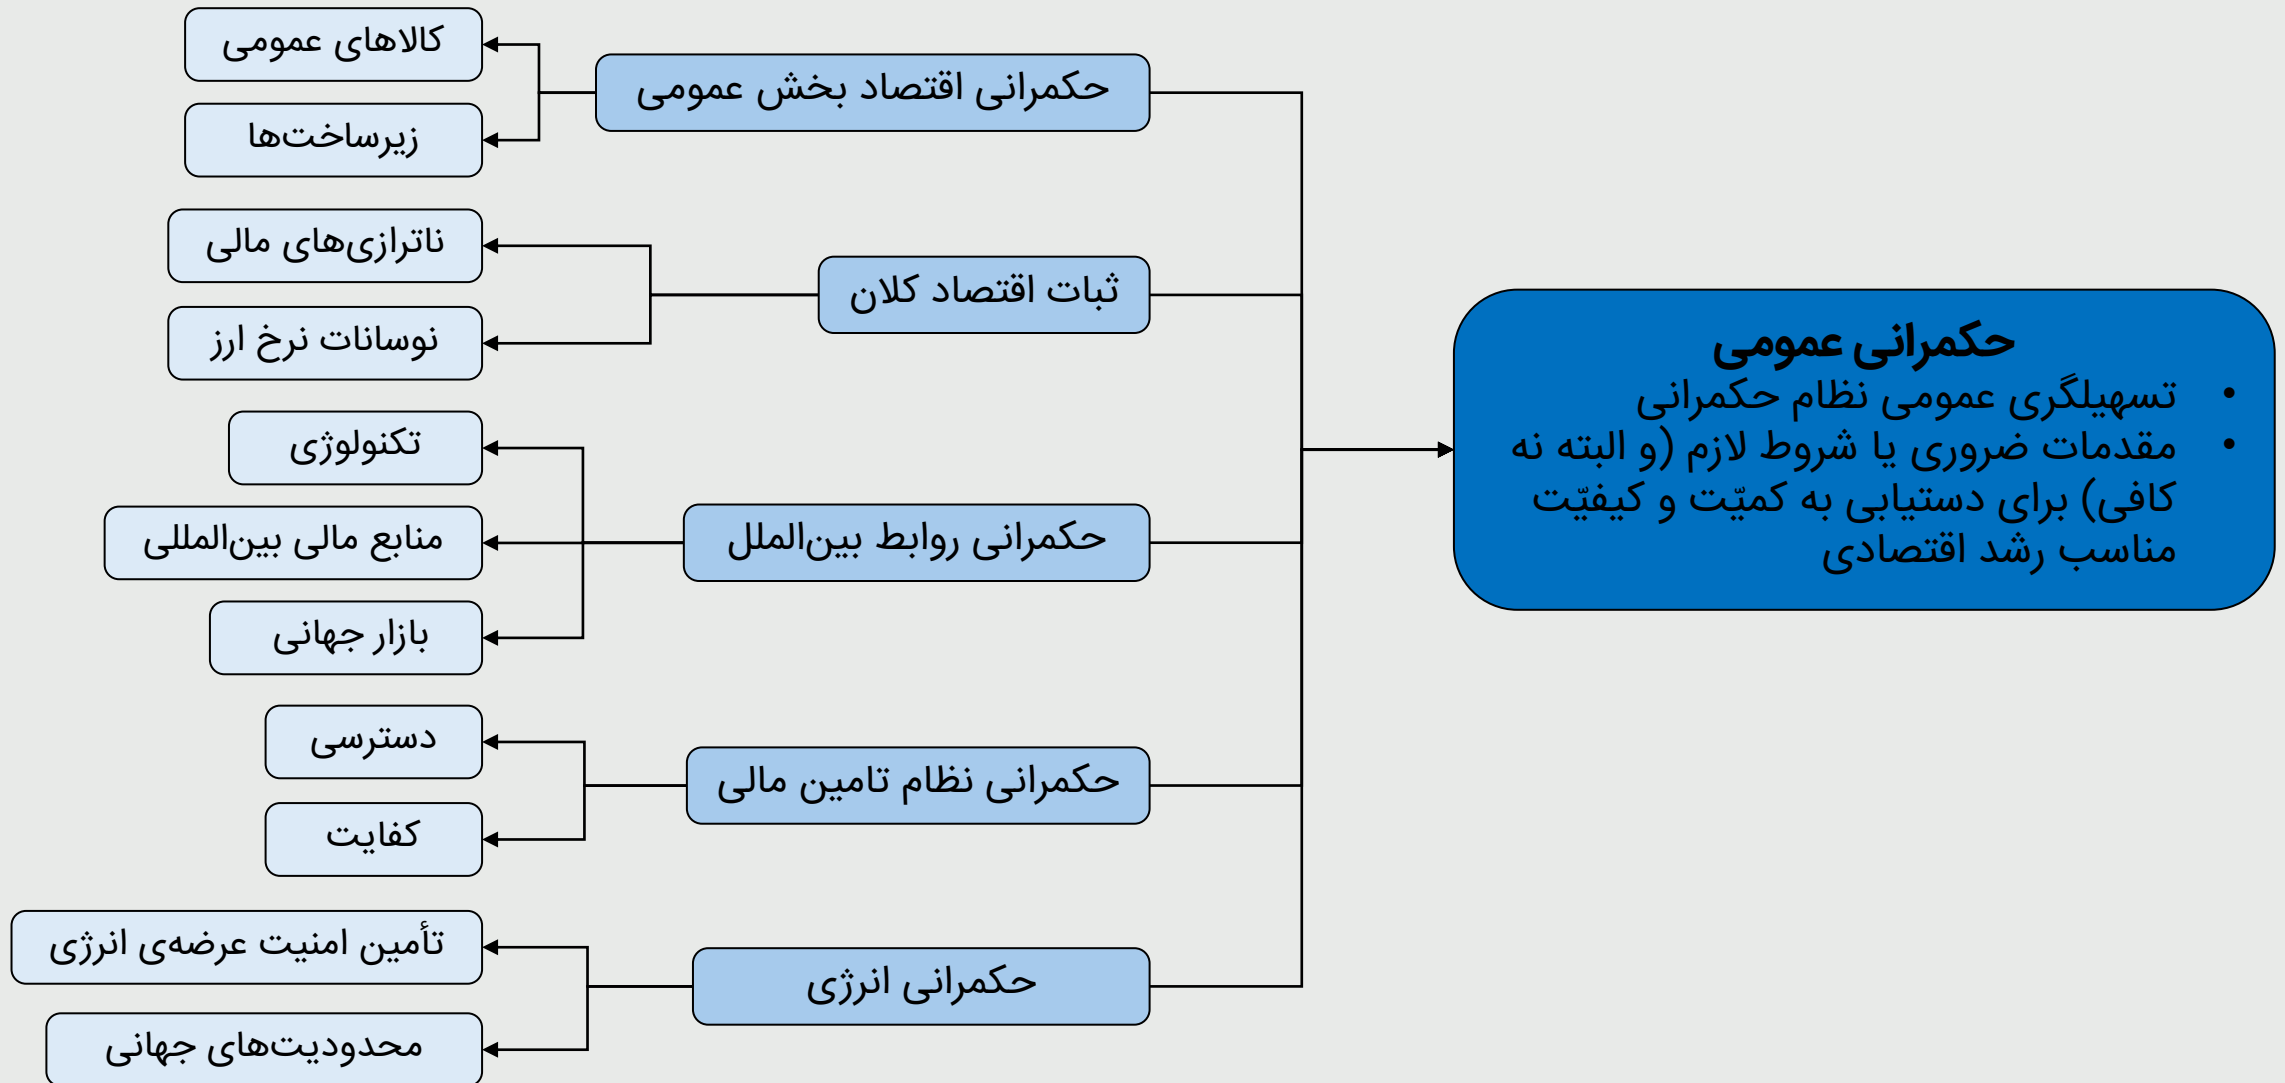 حکمرانی عمومی
• تسهیلگری عمومی نظام حکمرانی
• مقدمات ضروری یا شروط لازم (و البته نه
کافی) برای دستیابی به کمیّت و کیفیّت
مناسب رشد اقتصادی
حکمرانی اقتصاد بخش عمومی
کالاهای عمومی
زیرساخت‌ها
ثبات اقتصاد کلان
ناترازی‌های مالی
نوسانات نرخ ارز
حکمرانی روابط بین‌الملل
تکنولوژی
منابع مالی بین‌المللی
بازار جهانی
حکمرانی نظام تامین مالی
دسترسی
کفایت
حکمرانی انرژی
تأمین امنیت عرضه‌ی انرژی
محدودیت‌های جهانی